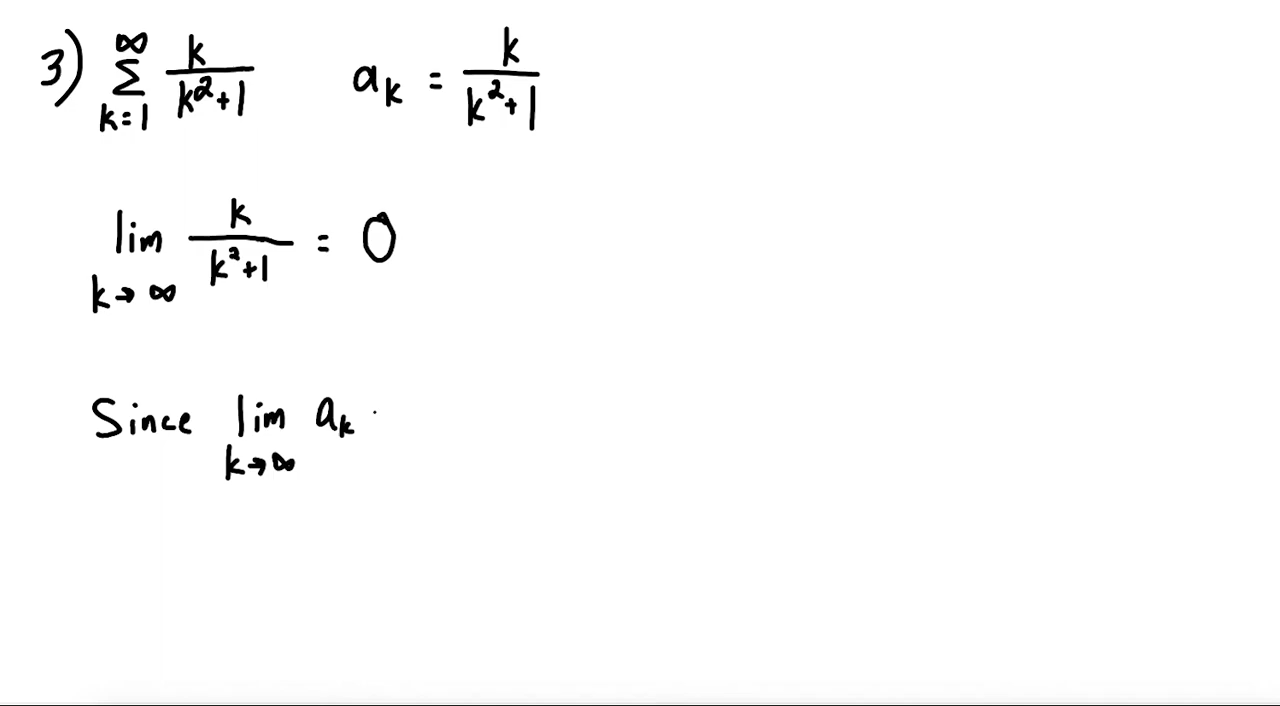 3) ∑_{k=1}^{∞} k/(k²+1)    a_k = k/(k²+1)
lim_{k→∞} k/(k²+1) = 0
Since lim_{k→∞} a_k